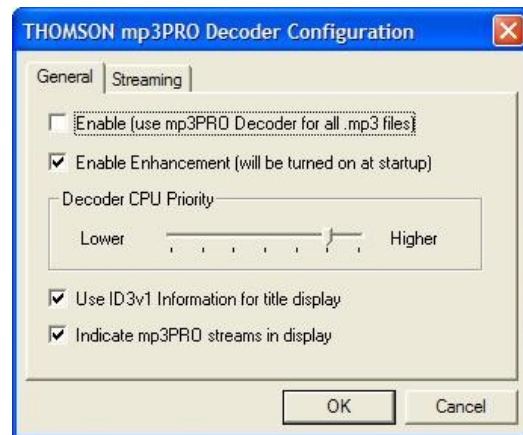 THOMSON mp3PRO Decoder Configuration
General Streaming
Enable (use mp3PRO Decoder for all .mp3 files)
Enable Enhancement (will be turned on at startup)
Decoder CPU Priority
Lower Higher
Use ID3v1 Information for title display
Indicate mp3PRO streams in display
OK Cancel